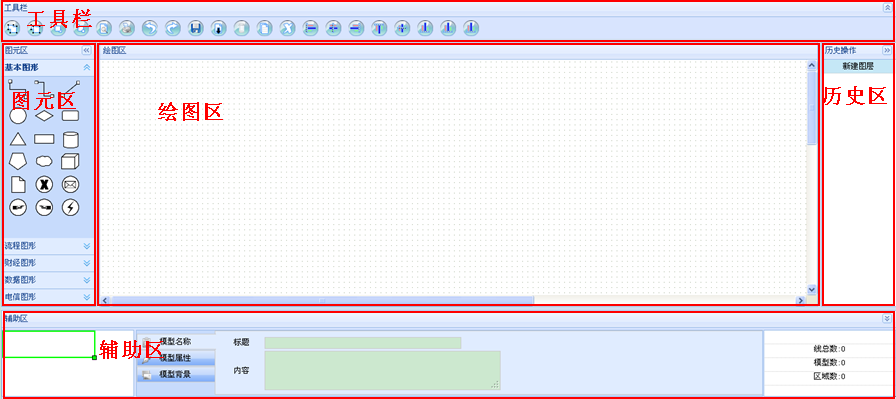 工具栏
工具栏
图元区
绘图区
历史操作
基本图形
新建图层
图元区
绘图区
历史区
流程图形
财经图形
数据图形
电信图形
辅助区
辅助区
模型名称
标题
模型属性
内容
模型背景
线总数:0
模型数:0
区域数:0